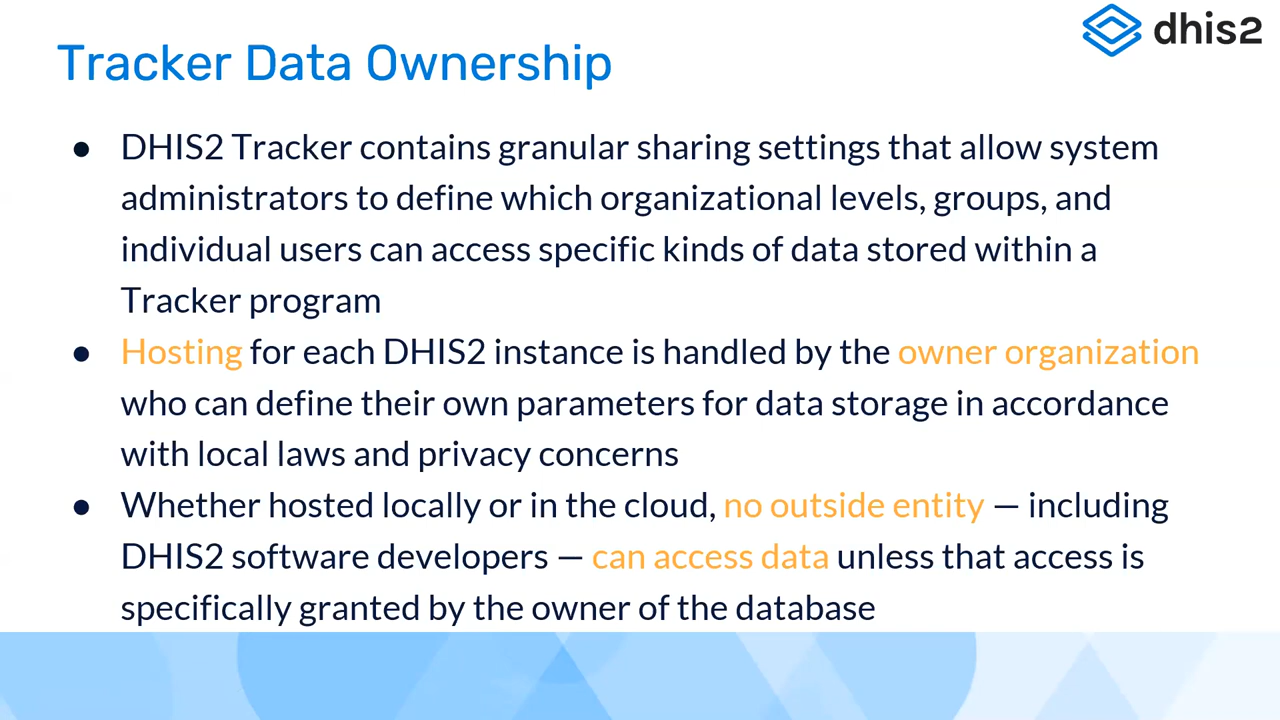 dhis2
Tracker Data Ownership
● DHIS2 Tracker contains granular sharing settings that allow system
administrators to define which organizational levels, groups, and
individual users can access specific kinds of data stored within a
Tracker program
● Hosting for each DHIS2 instance is handled by the owner organization
who can define their own parameters for data storage in accordance
with local laws and privacy concerns
● Whether hosted locally or in the cloud, no outside entity — including
DHIS2 software developers — can access data unless that access is
specifically granted by the owner of the database